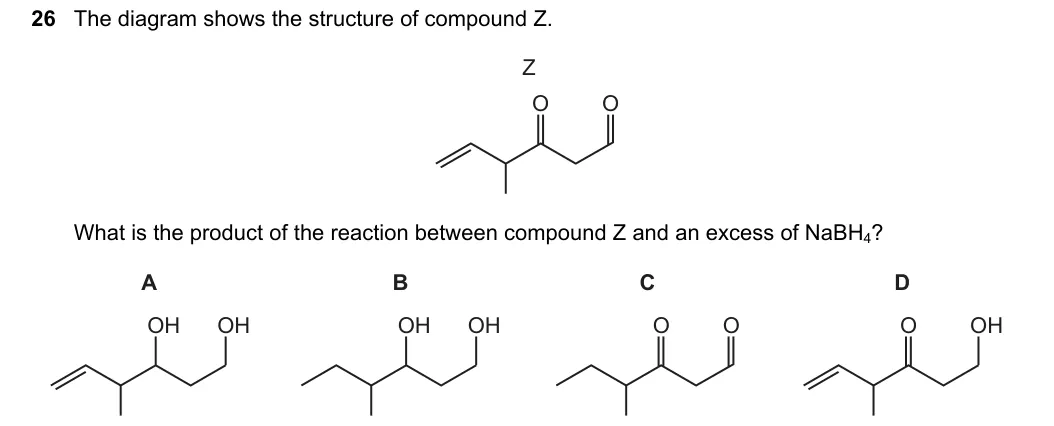 26 The diagram shows the structure of compound Z.
Z
O O
What is the product of the reaction between compound Z and an excess of NaBH₄?
A B C D
OH OH OH OH O O O OH